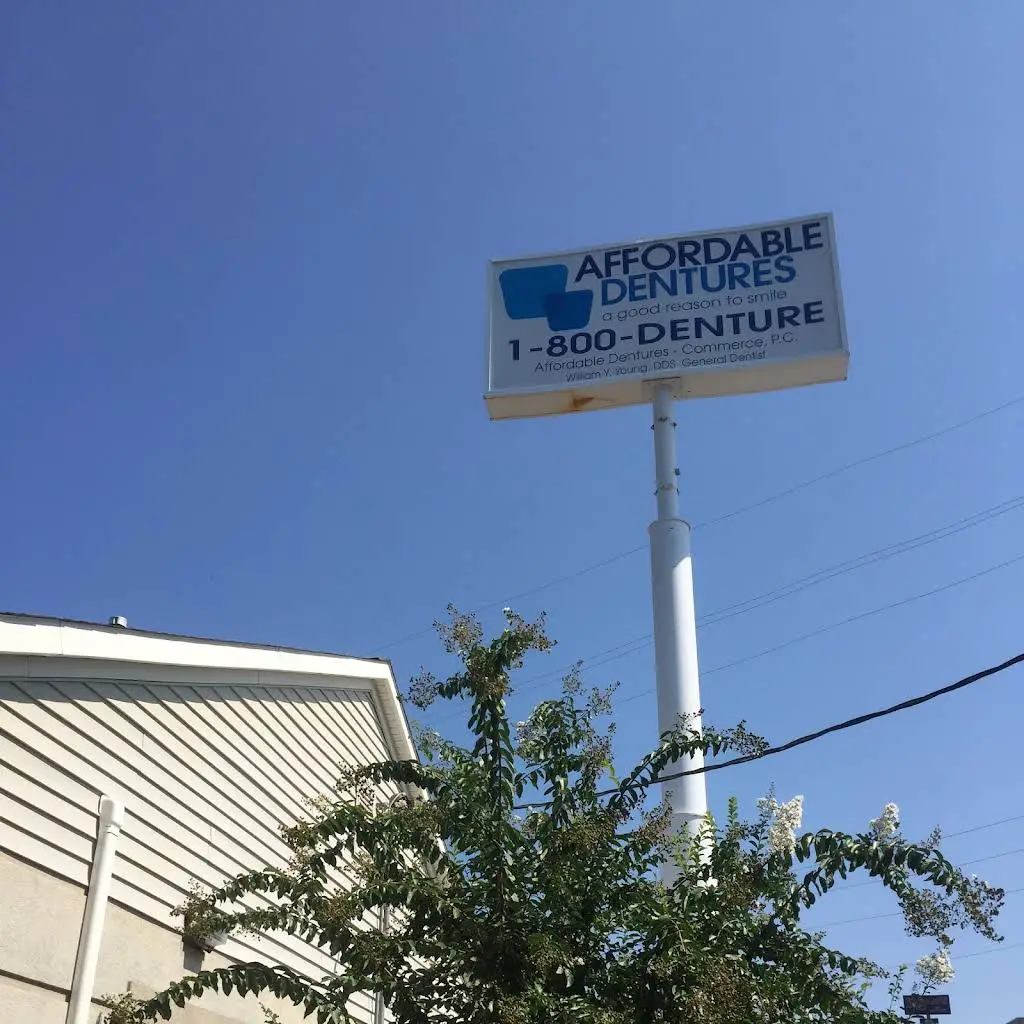 AFFORDABLE
DENTURES
a good reason to smile
1-800-DENTURE
Affordable Dentures - Commerce, P.C.
William Y. Young, DDS General Dentist